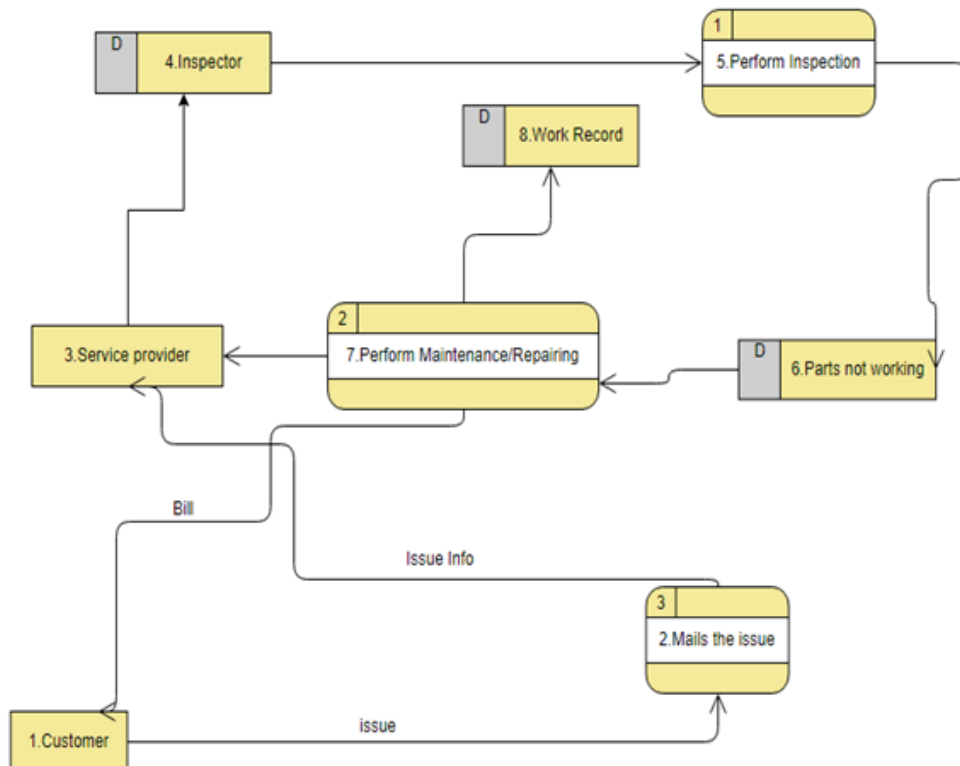 1
D
4.Inspector
5.Perform Inspection
D
8.Work Record
2
3.Service provider
7.Perform Maintenance/Repairing
D
6.Parts not working
Bill
Issue Info
3
2.Mails the issue
issue
1.Customer